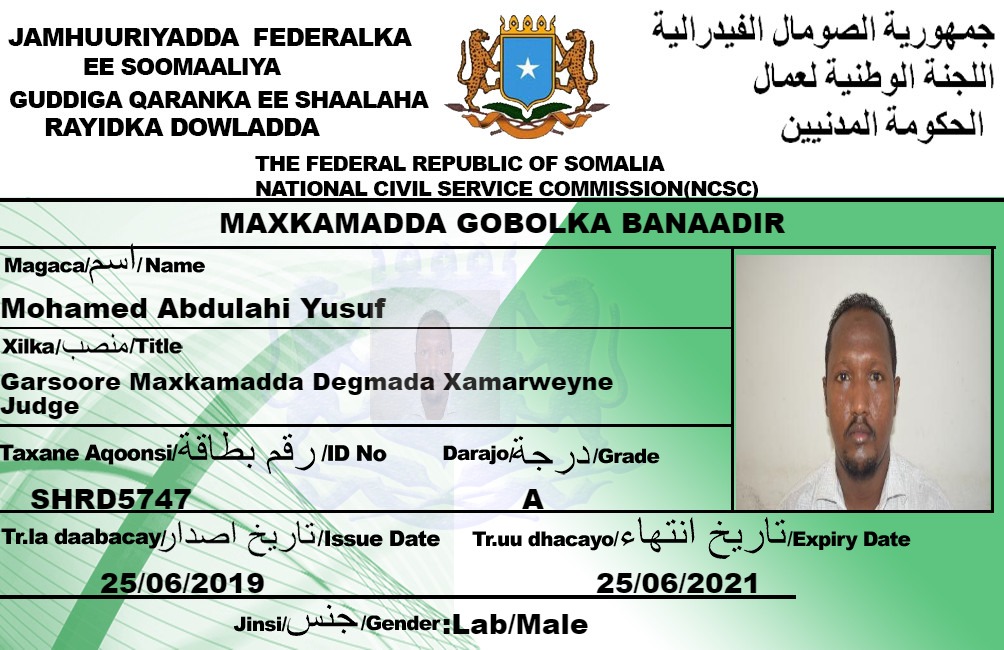 JAMHUURIYADDA FEDERALKA
EE SOOMAALIYA
GUDDIGA QARANKA EE SHAALAHA
RAYIDKA DOWLADDA
جمهورية الصومال الفيدرالية
اللجنة الوطنية لعمال
الحكومة المدنيين
THE FEDERAL REPUBLIC OF SOMALIA
NATIONAL CIVIL SERVICE COMMISSION(NCSC)
MAXKAMADDA GOBOLKA BANAADIR
Magaca/اسم/Name
Mohamed Abdulahi Yusuf
Xilka/منصب/Title
Garsoore Maxkamadda Degmada Xamarweyne
Judge
Taxane Aqoonsi/رقم بطاقة/ID No
Darajo/درجة/Grade
SHRD5747
A
Tr.la daabacay/تاريخ اصدار/Issue Date
Tr.uu dhacayo/تاريخ انتهاء/Expiry Date
25/06/2019
25/06/2021
Jinsi/جنس/Gender:Lab/Male